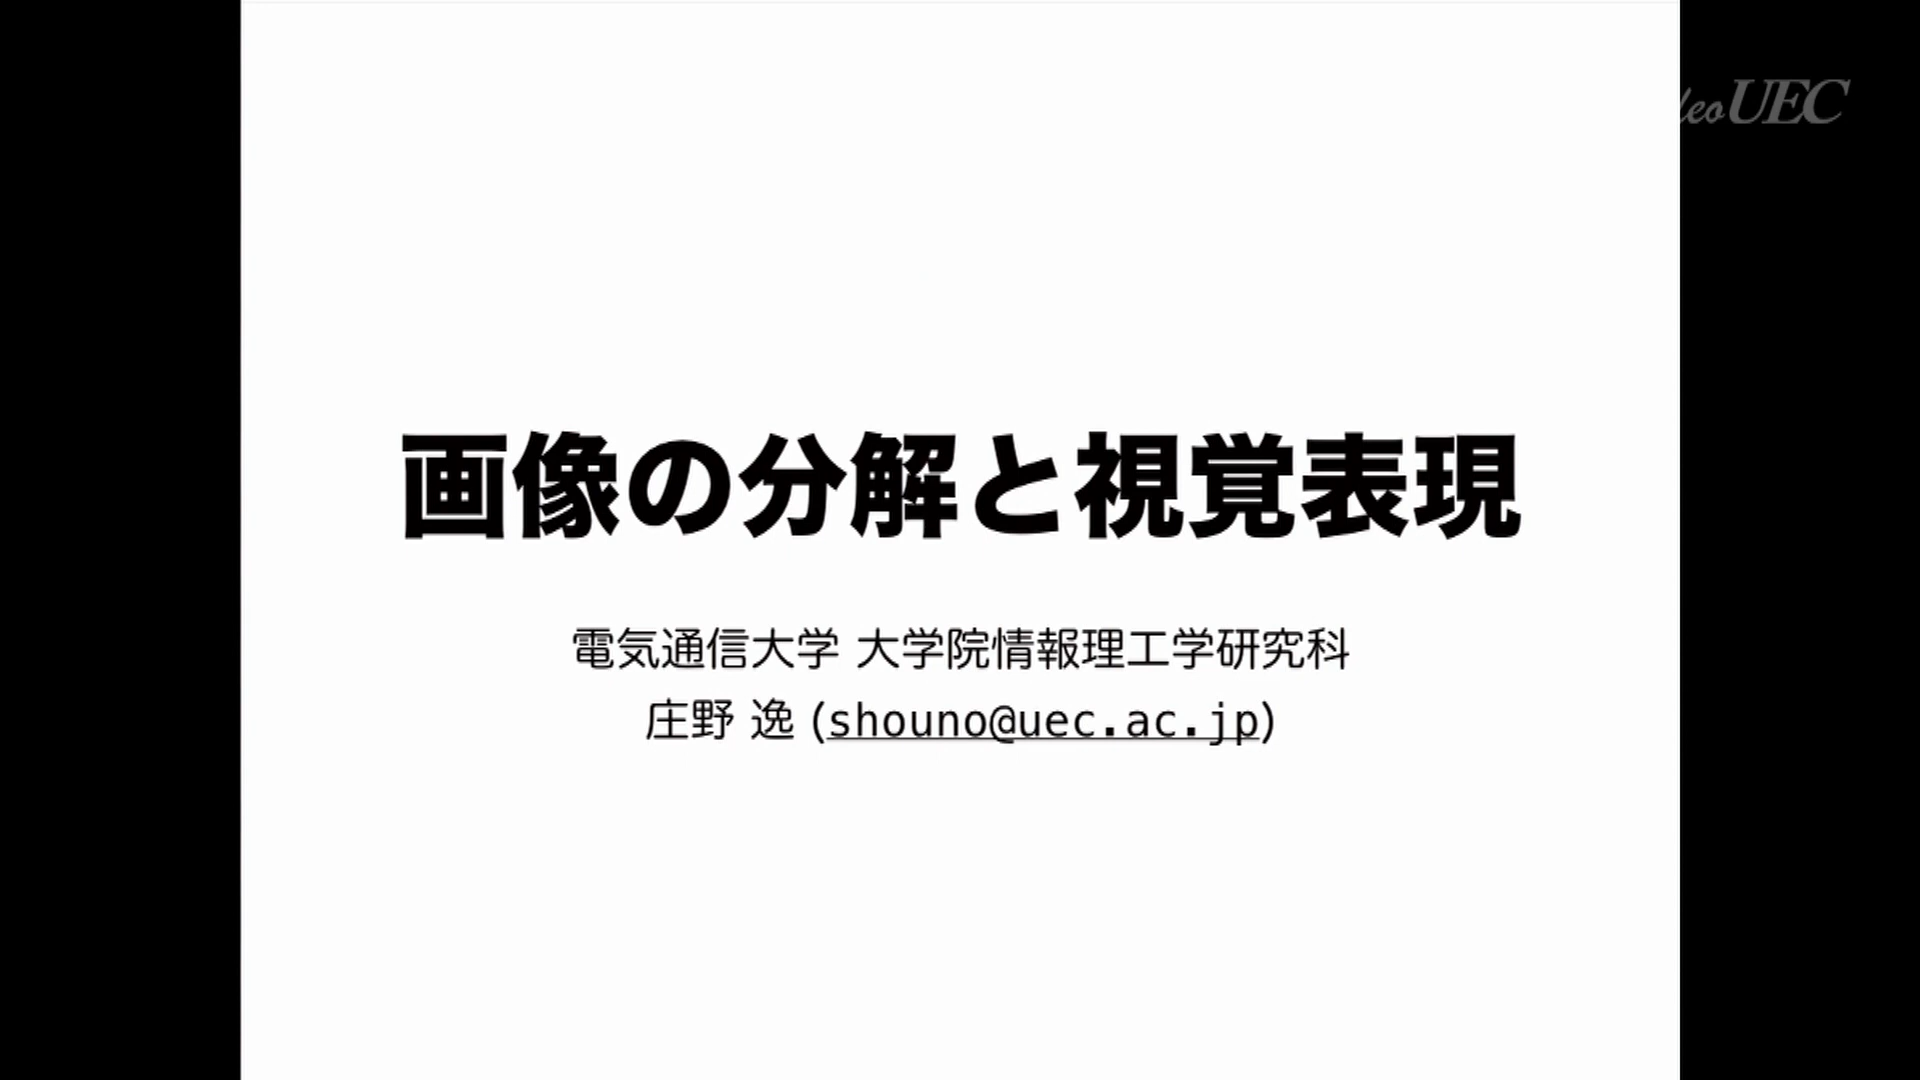 UEC
画像の分解と視覚表現
電気通信大学 大学院情報理工学研究科
庄野 逸 (shouno@uec.ac.jp)